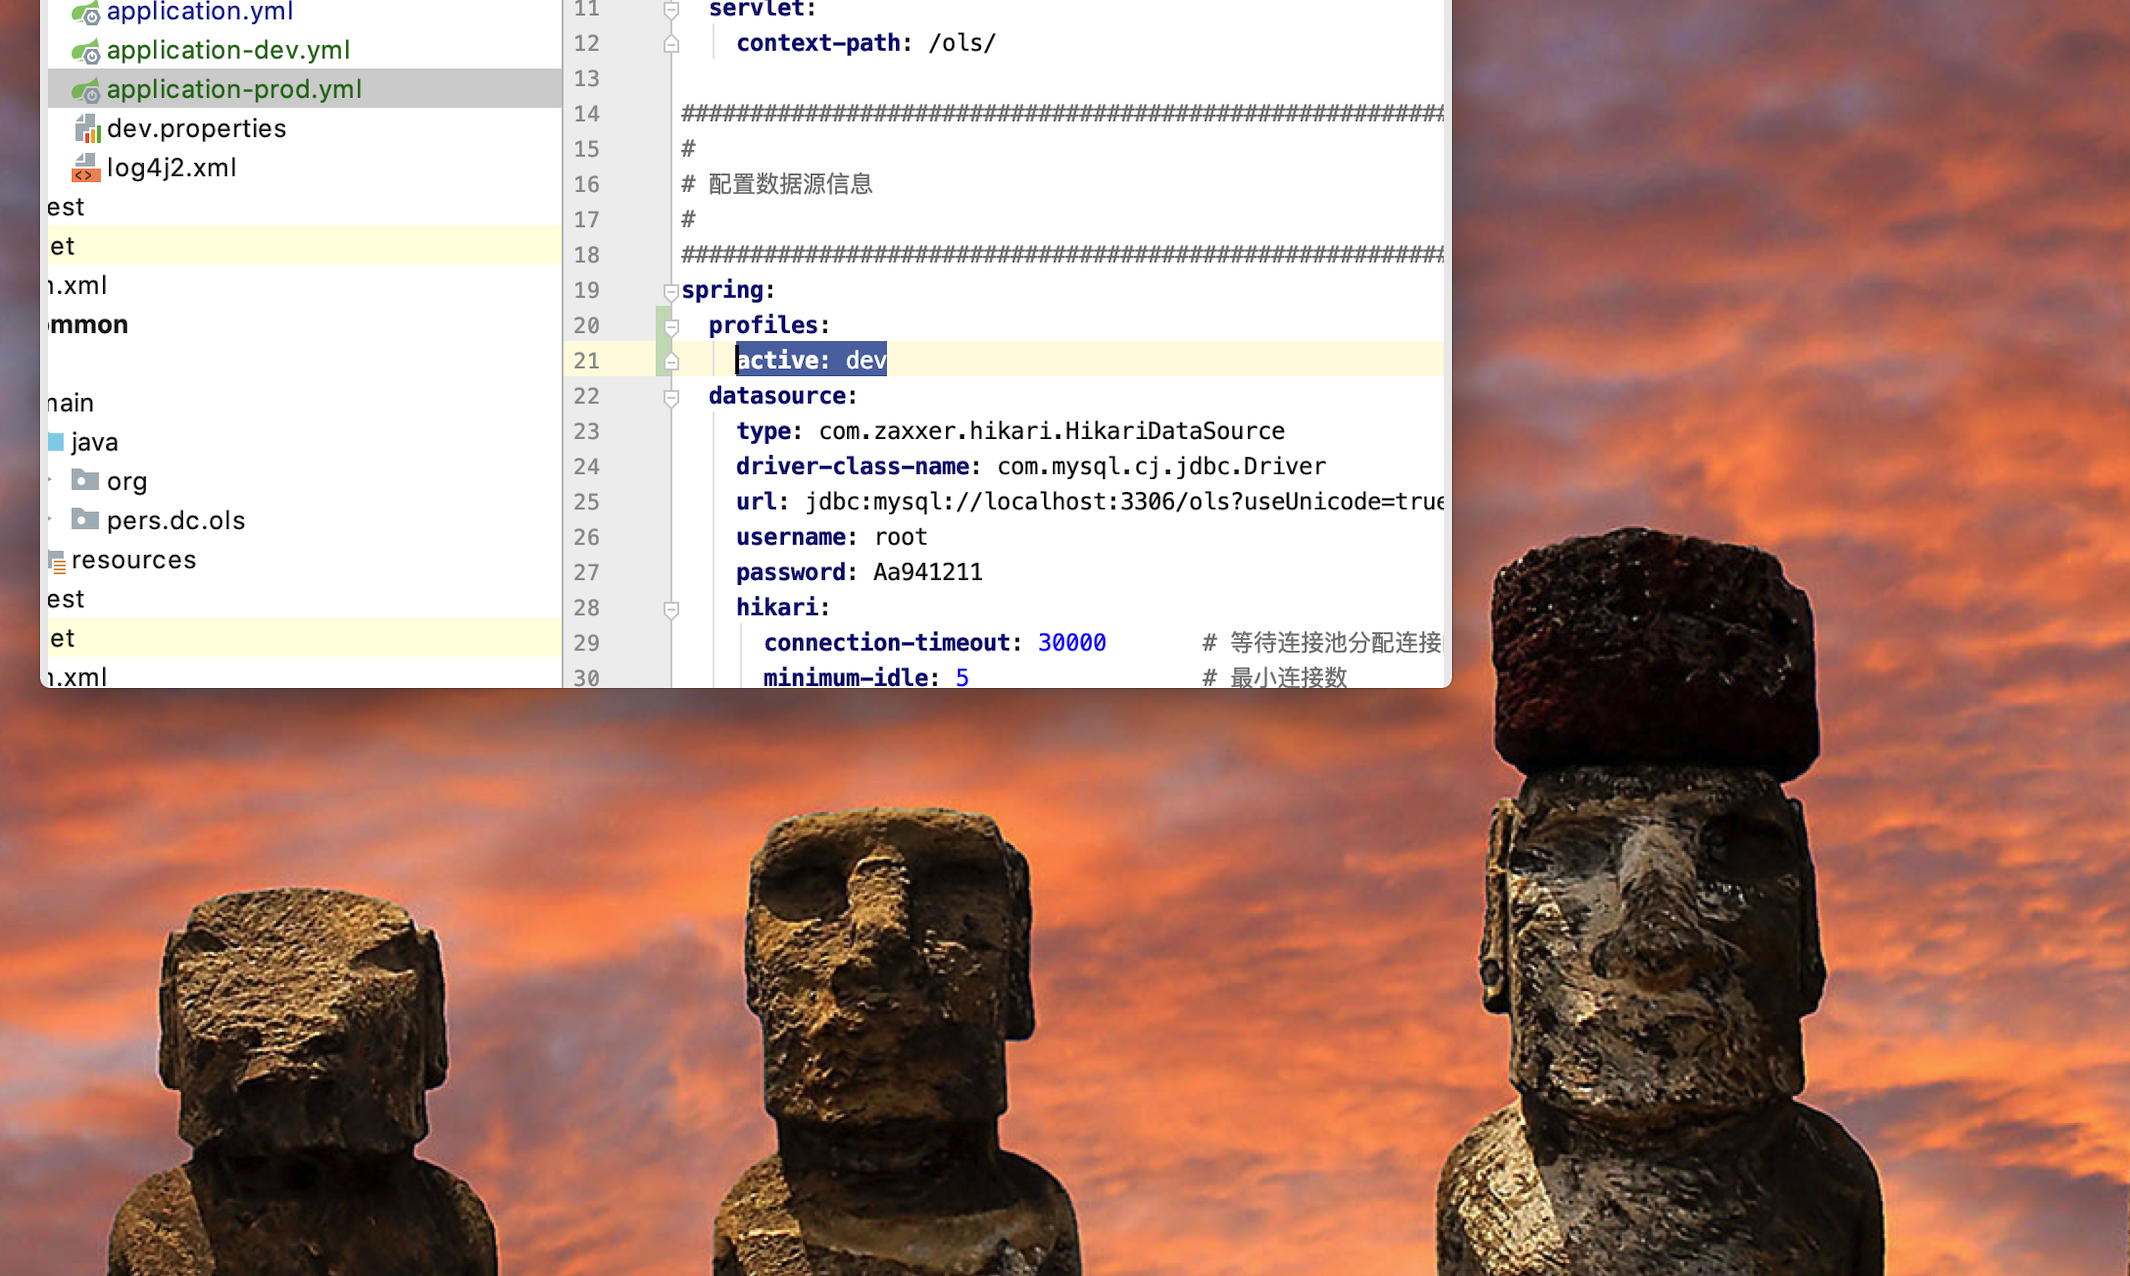 application.yml
application-dev.yml
application-prod.yml
dev.properties
log4j2.xml
est
et
n.xml
ommon
main
java
org
pers.dc.ols
resources
est
et
n.xml
11 servlet:
12 context-path: /ols/
13
14 ########################################################
15 #
16 # 配置数据源信息
17 #
18 ########################################################
19 spring:
20 profiles:
21 active: dev
22 datasource:
23 type: com.zaxxer.hikari.HikariDataSource
24 driver-class-name: com.mysql.cj.jdbc.Driver
25 url: jdbc:mysql://localhost:3306/ols?useUnicode=true
26 username: root
27 password: Aa941211
28 hikari:
29 connection-timeout: 30000 # 等待连接池分配连接
30 minimum-idle: 5 # 最小连接数